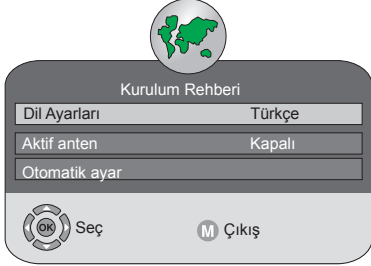 Kurulum Rehberi
Dil Ayarları Türkçe
Aktif anten Kapalı
Otomatik ayar
OK Seç M Çıkış